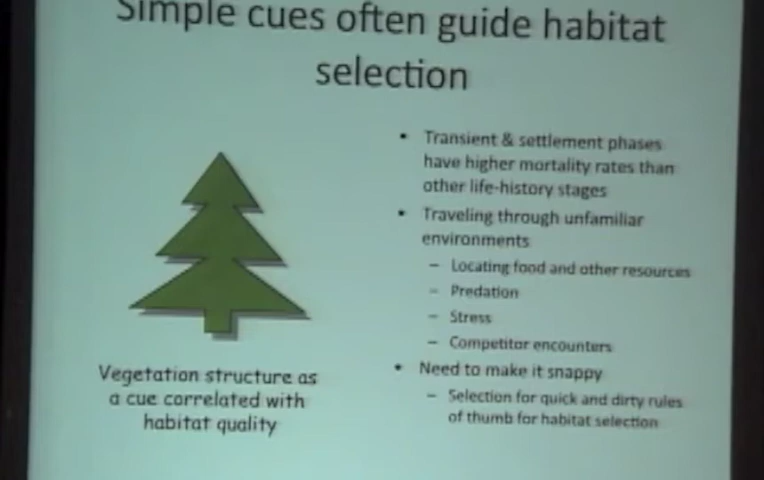 Simple cues often guide habitat
selection
• Transient & settlement phases
have higher mortality rates than
other life-history stages
• Traveling through unfamiliar
environments
– Locating food and other resources
– Predation
– Stress
– Competitor encounters
• Need to make it snappy
– Selection for quick and dirty rules
of thumb for habitat selection
Vegetation structure as
a cue correlated with
habitat quality